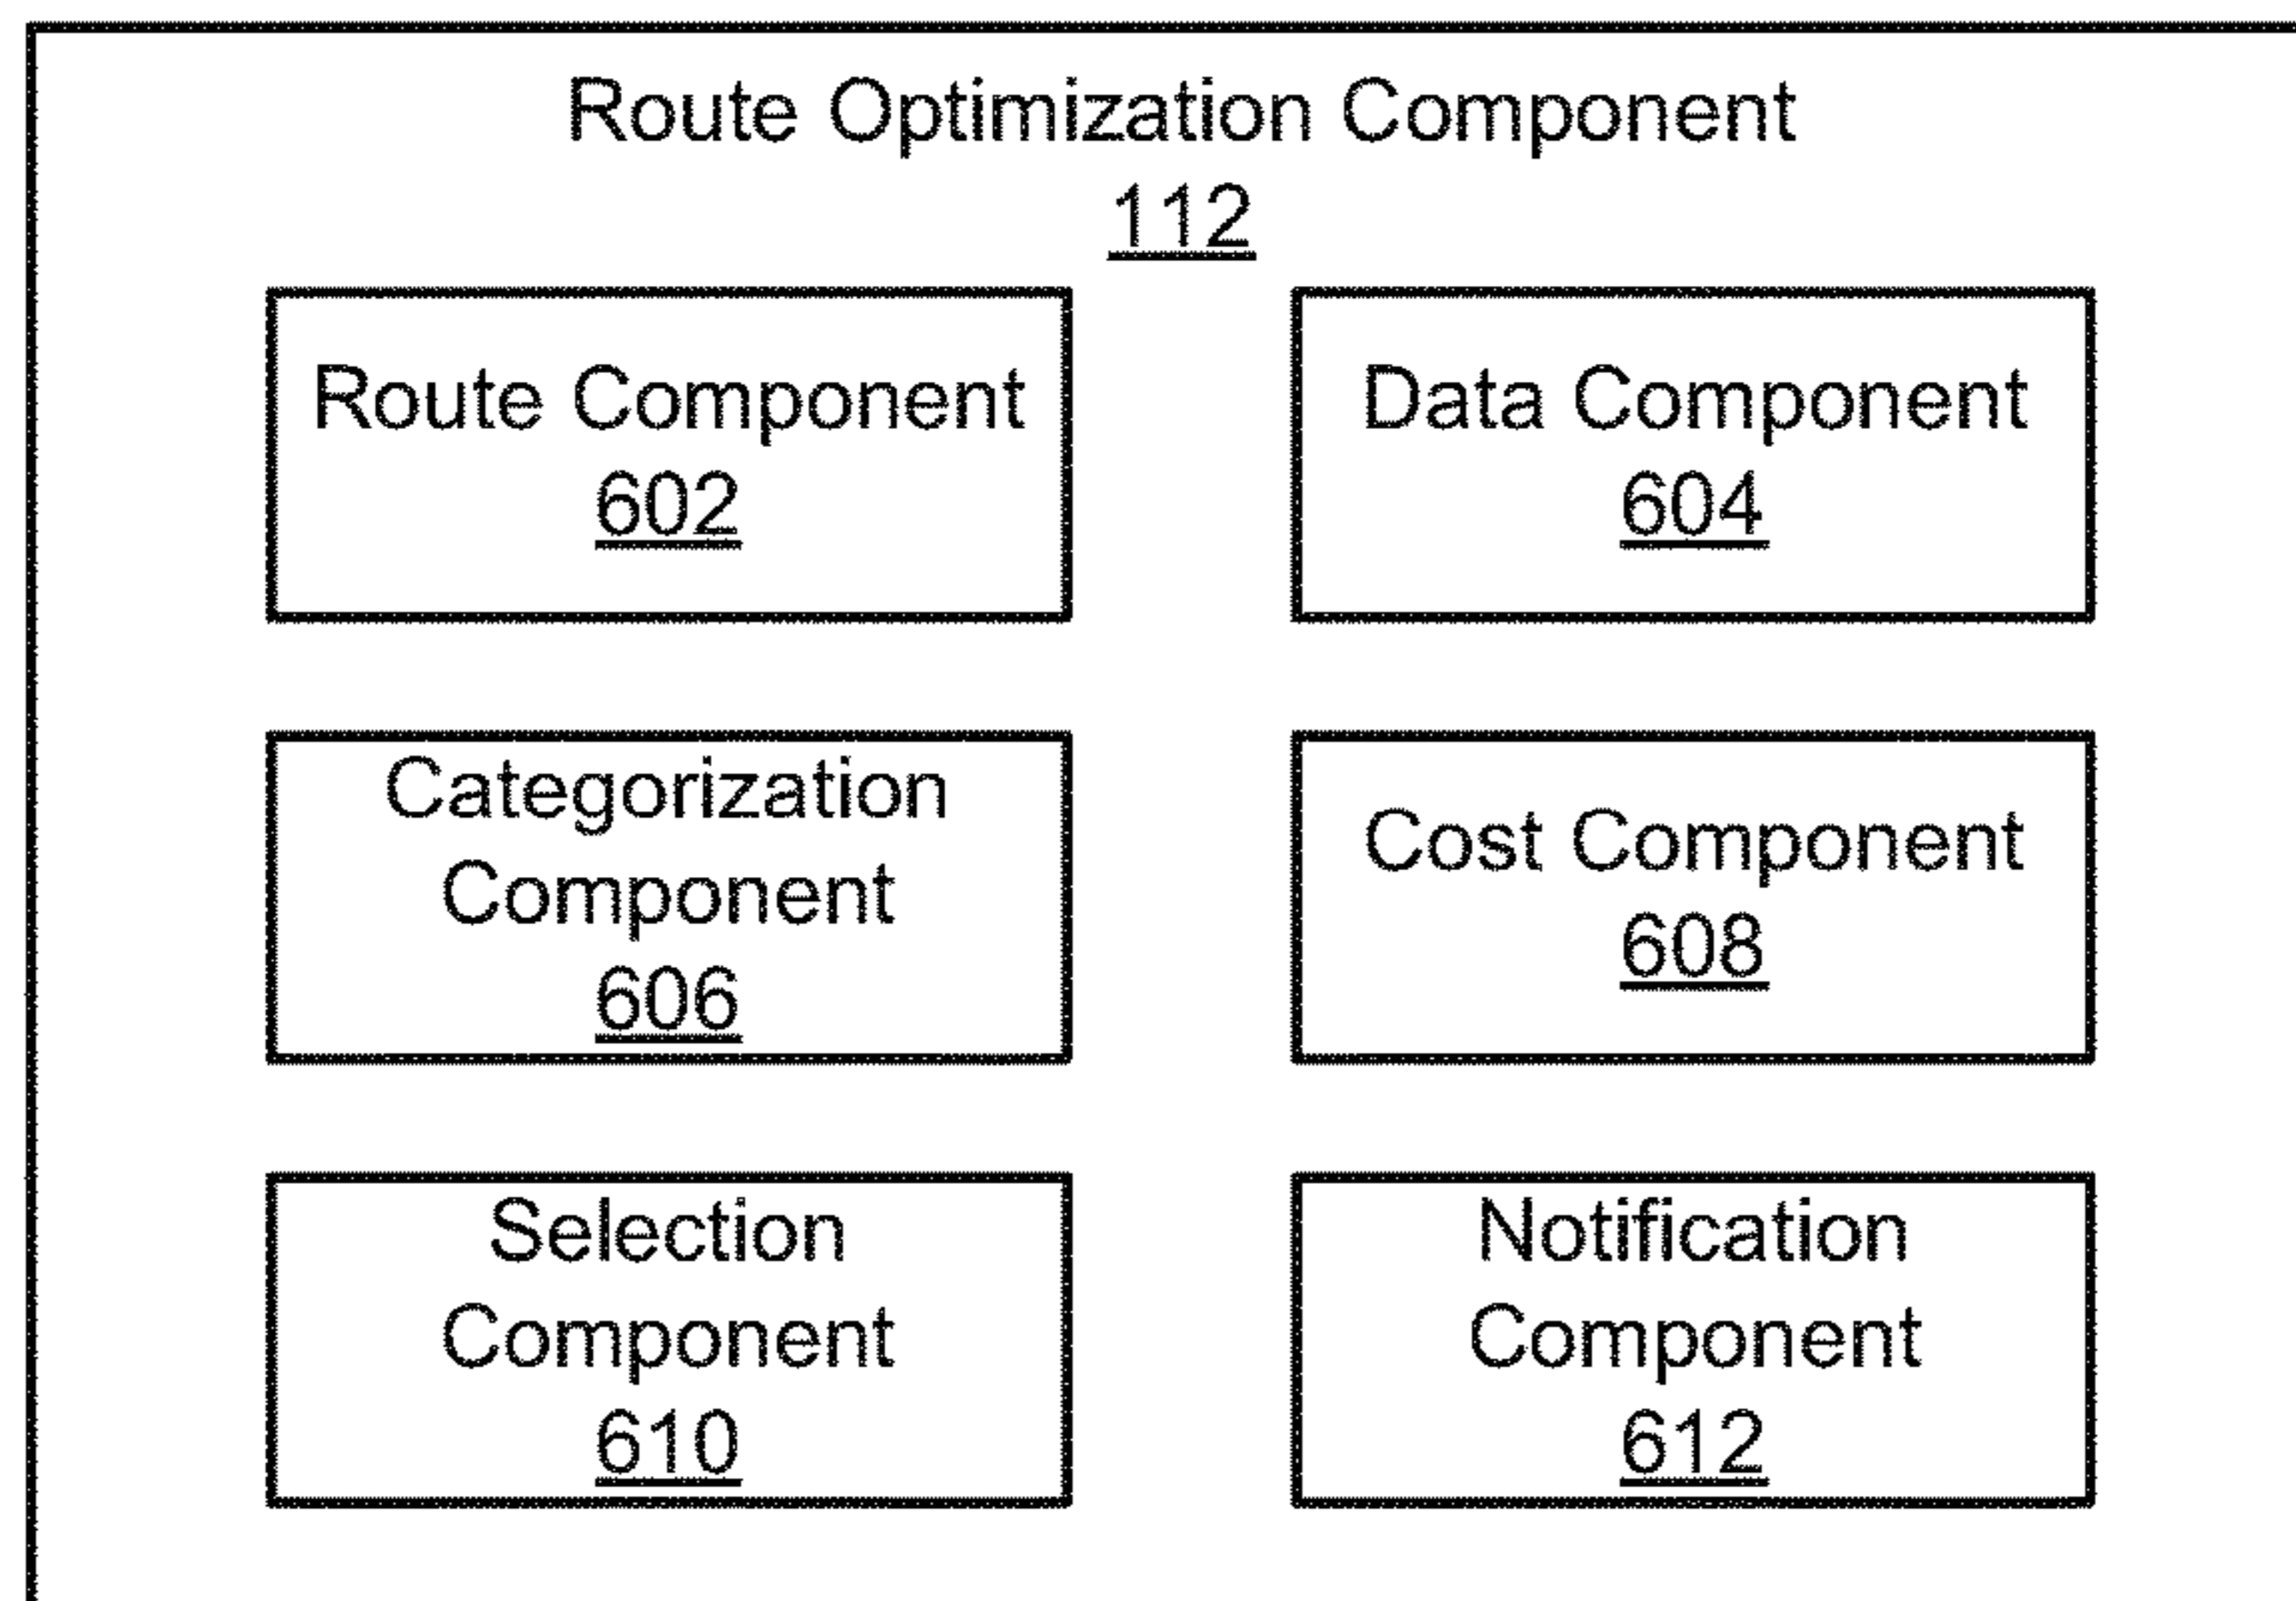 Route Optimization Component
112
Route Component
602
Data Component
604
Categorization
Component
606
Cost Component
608
Selection
Component
610
Notification
Component
612